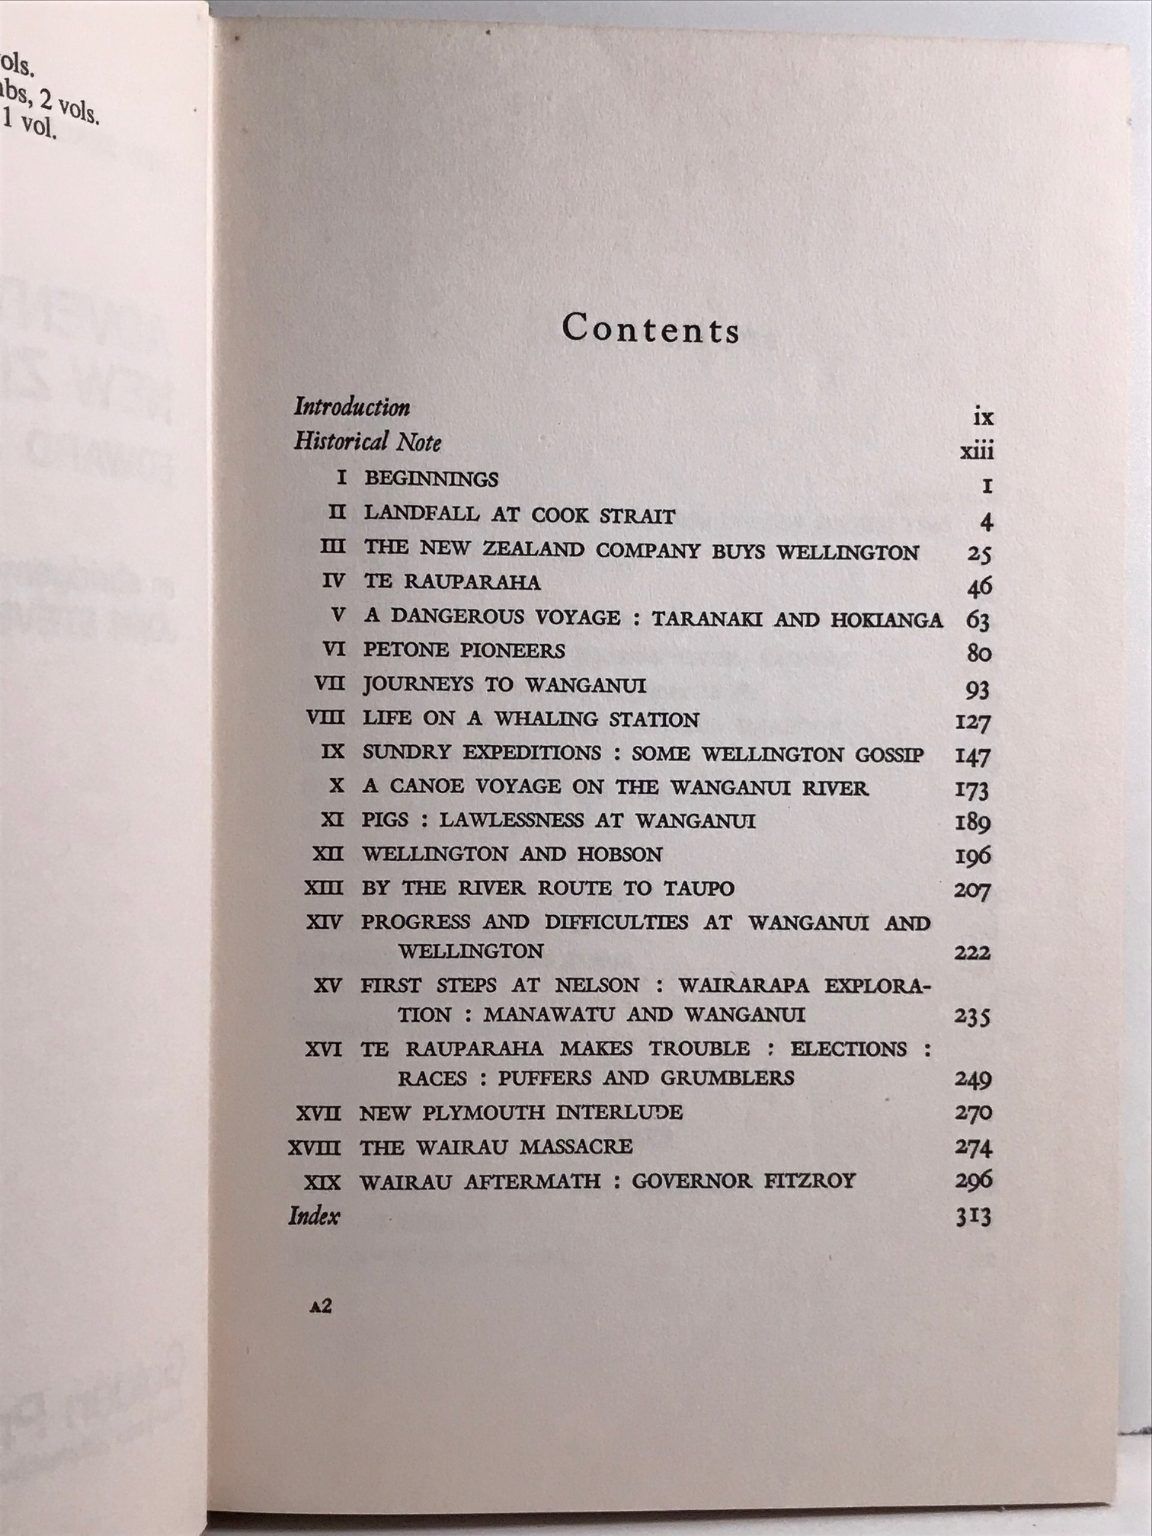 ols.
abs, 2 vols.
1 vol.
Contents
Introduction ix
Historical Note xiii
I BEGINNINGS 1
II LANDFALL AT COOK STRAIT 4
III THE NEW ZEALAND COMPANY BUYS WELLINGTON 25
IV TE RAUPARAHA 46
V A DANGEROUS VOYAGE : TARANAKI AND HOKIANGA 63
VI PETONE PIONEERS 80
VII JOURNEYS TO WANGANUI 93
VIII LIFE ON A WHALING STATION 127
IX SUNDRY EXPEDITIONS : SOME WELLINGTON GOSSIP 147
X A CANOE VOYAGE ON THE WANGANUI RIVER 173
XI PIGS : LAWLESSNESS AT WANGANUI 189
XII WELLINGTON AND HOBSON 196
XIII BY THE RIVER ROUTE TO TAUPO 207
XIV PROGRESS AND DIFFICULTIES AT WANGANUI AND
WELLINGTON 222
XV FIRST STEPS AT NELSON : WAIRARAPA EXPLORA-
TION : MANAWATU AND WANGANUI 235
XVI TE RAUPARAHA MAKES TROUBLE : ELECTIONS :
RACES : PUFFERS AND GRUMBLERS 249
XVII NEW PLYMOUTH INTERLUDE 270
XVIII THE WAIRAU MASSACRE 274
XIX WAIRAU AFTERMATH : GOVERNOR FITZROY 296
Index 313
A2